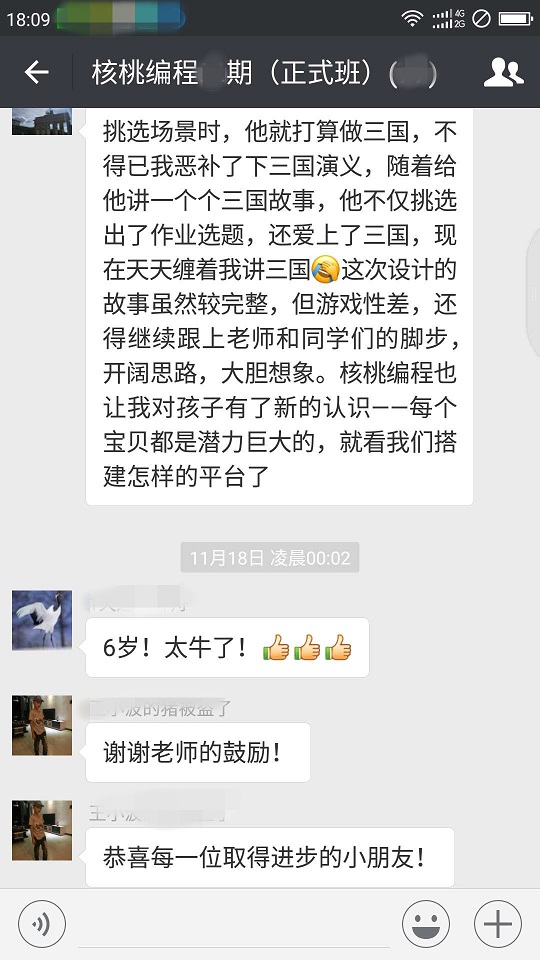 18:09
4G
2G
核桃编程 期（正式班）( )
挑选场景时，他就打算做三国，不
得已我恶补了下三国演义，随着给
他讲一个个三国故事，他不仅挑选
出了作业选题，还爱上了三国，现
在天天缠着我讲三国😂这次设计的
故事虽然较完整，但游戏性差，还
得继续跟上老师和同学们的脚步，
开阔思路，大胆想象。核桃编程也
让我对孩子有了新的认识——每个
宝贝都是潜力巨大的，就看我们搭
建怎样的平台了
11月18日 凌晨00:02
6岁！太牛了！👍👍👍
王小波的猪被盗了
谢谢老师的鼓励！
王小波
恭喜每一位取得进步的小朋友！